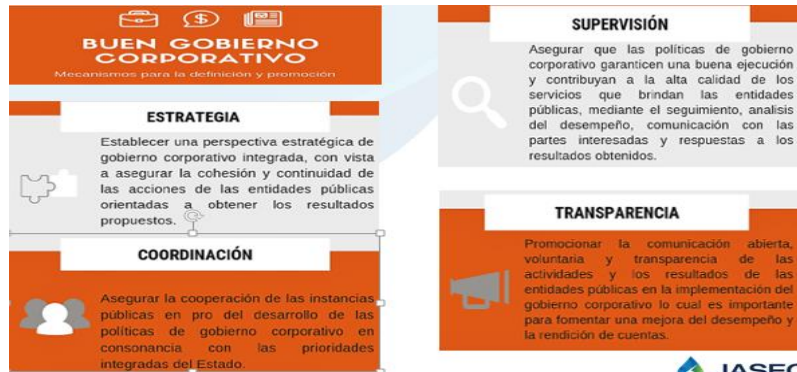 BUEN GOBIERNO
CORPORATIVO
Mecanismos para la definición y promoción
ESTRATEGIA
Establecer una perspectiva estratégica de
gobierno corporativo integrada, con vista
a asegurar la cohesión y continuidad de
las acciones de las entidades públicas
orientadas a obtener los resultados
propuestos.
COORDINACIÓN
Asegurar la cooperación de las instancias
públicas en pro del desarrollo de las
políticas de gobierno corporativo en
consonancia con las prioridades
integradas del Estado.
SUPERVISIÓN
Asegurar que las políticas de gobierno
corporativo garanticen una buena ejecución
y contribuyan a la alta calidad de los
servicios que brindan las entidades
públicas, mediante el seguimiento, analisis
del desempeño, comunicación con las
partes interesadas y respuestas a los
resultados obtenidos.
TRANSPARENCIA
Promocionar la comunicación abierta,
voluntaria y transparencia de las
actividades y los resultados de las
entidades públicas en la implementación del
gobierno corporativo lo cual es importante
para fomentar una mejora del desempeño y
la rendición de cuentas.